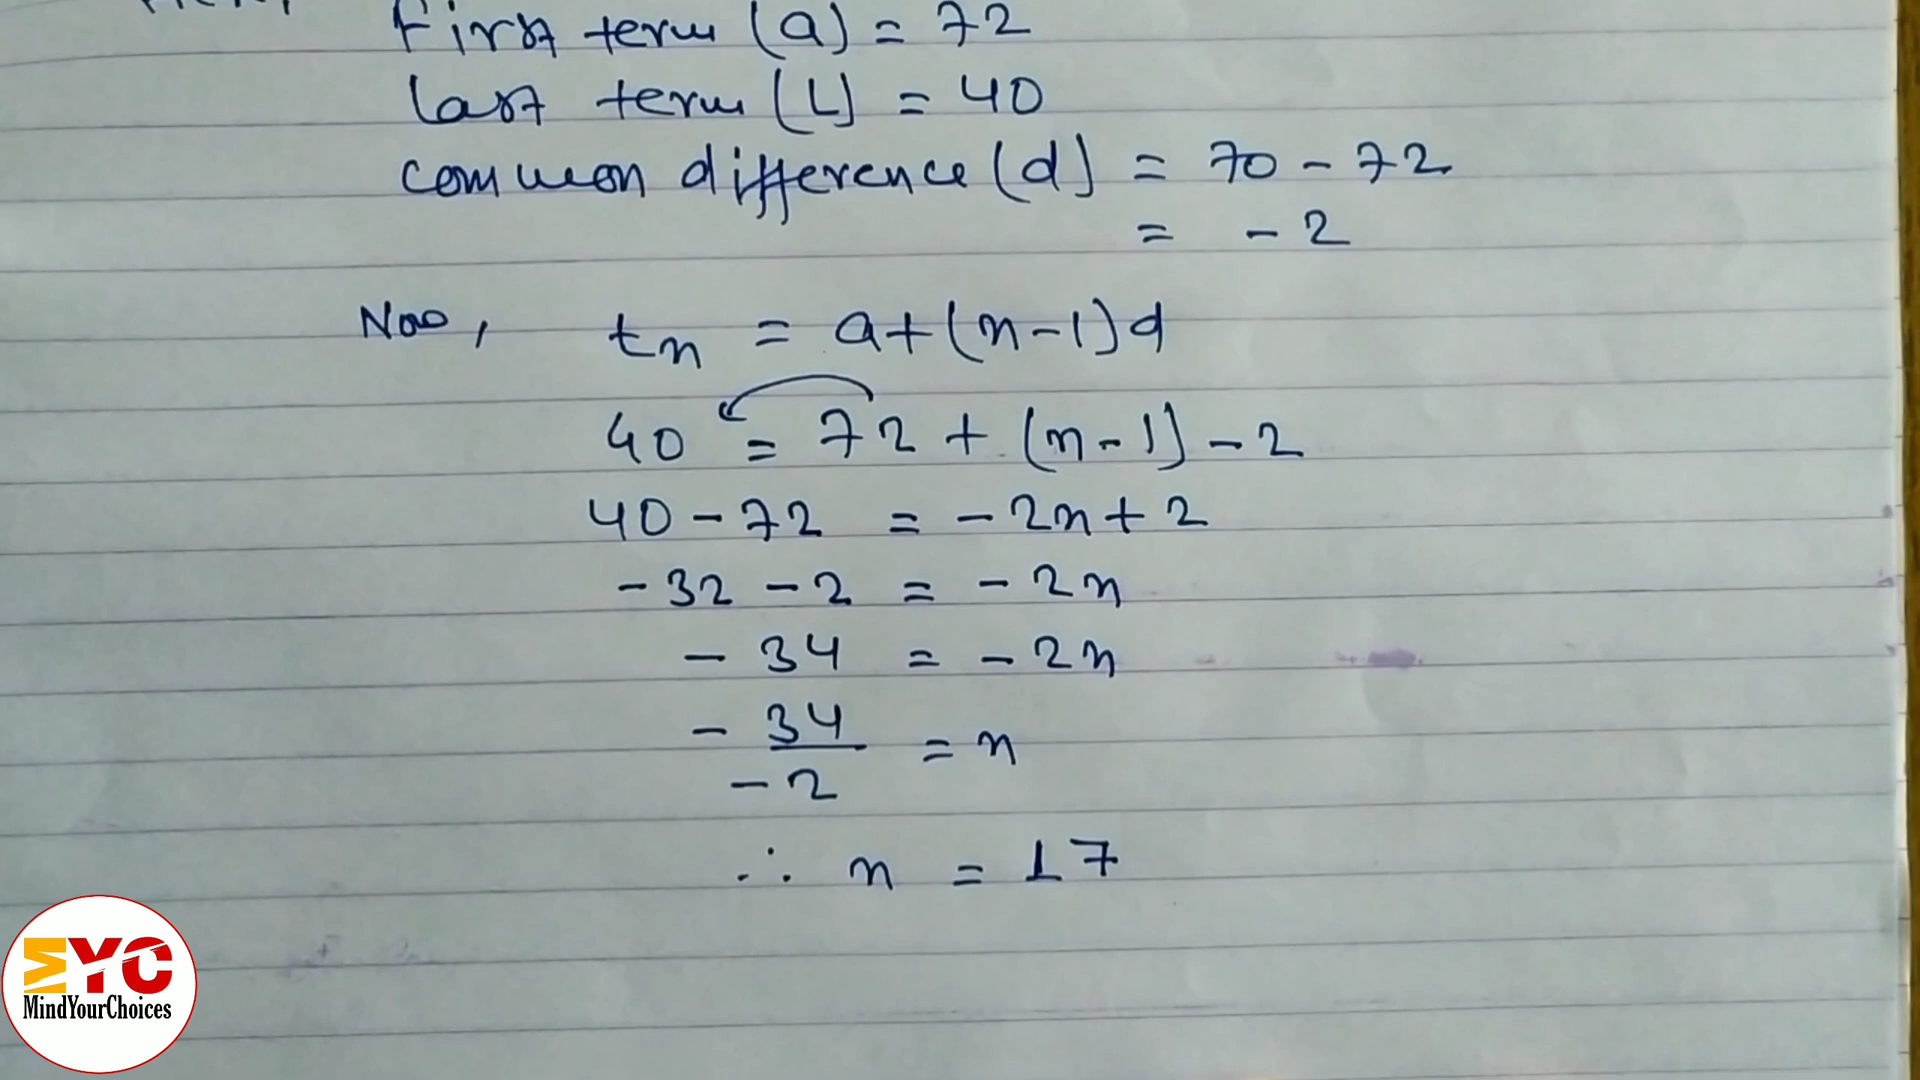 First term (a) = 72
last term (L) = 40
common difference (d) = 70 - 72
= - 2
Now, tn = a+(n-1)d
40 = 72 + (n-1) - 2
40 - 72 = - 2n + 2
- 32 - 2 = - 2n
- 34 = - 2n
- 34 / - 2 = n
∴ n = 17
MYC
MindYourChoices